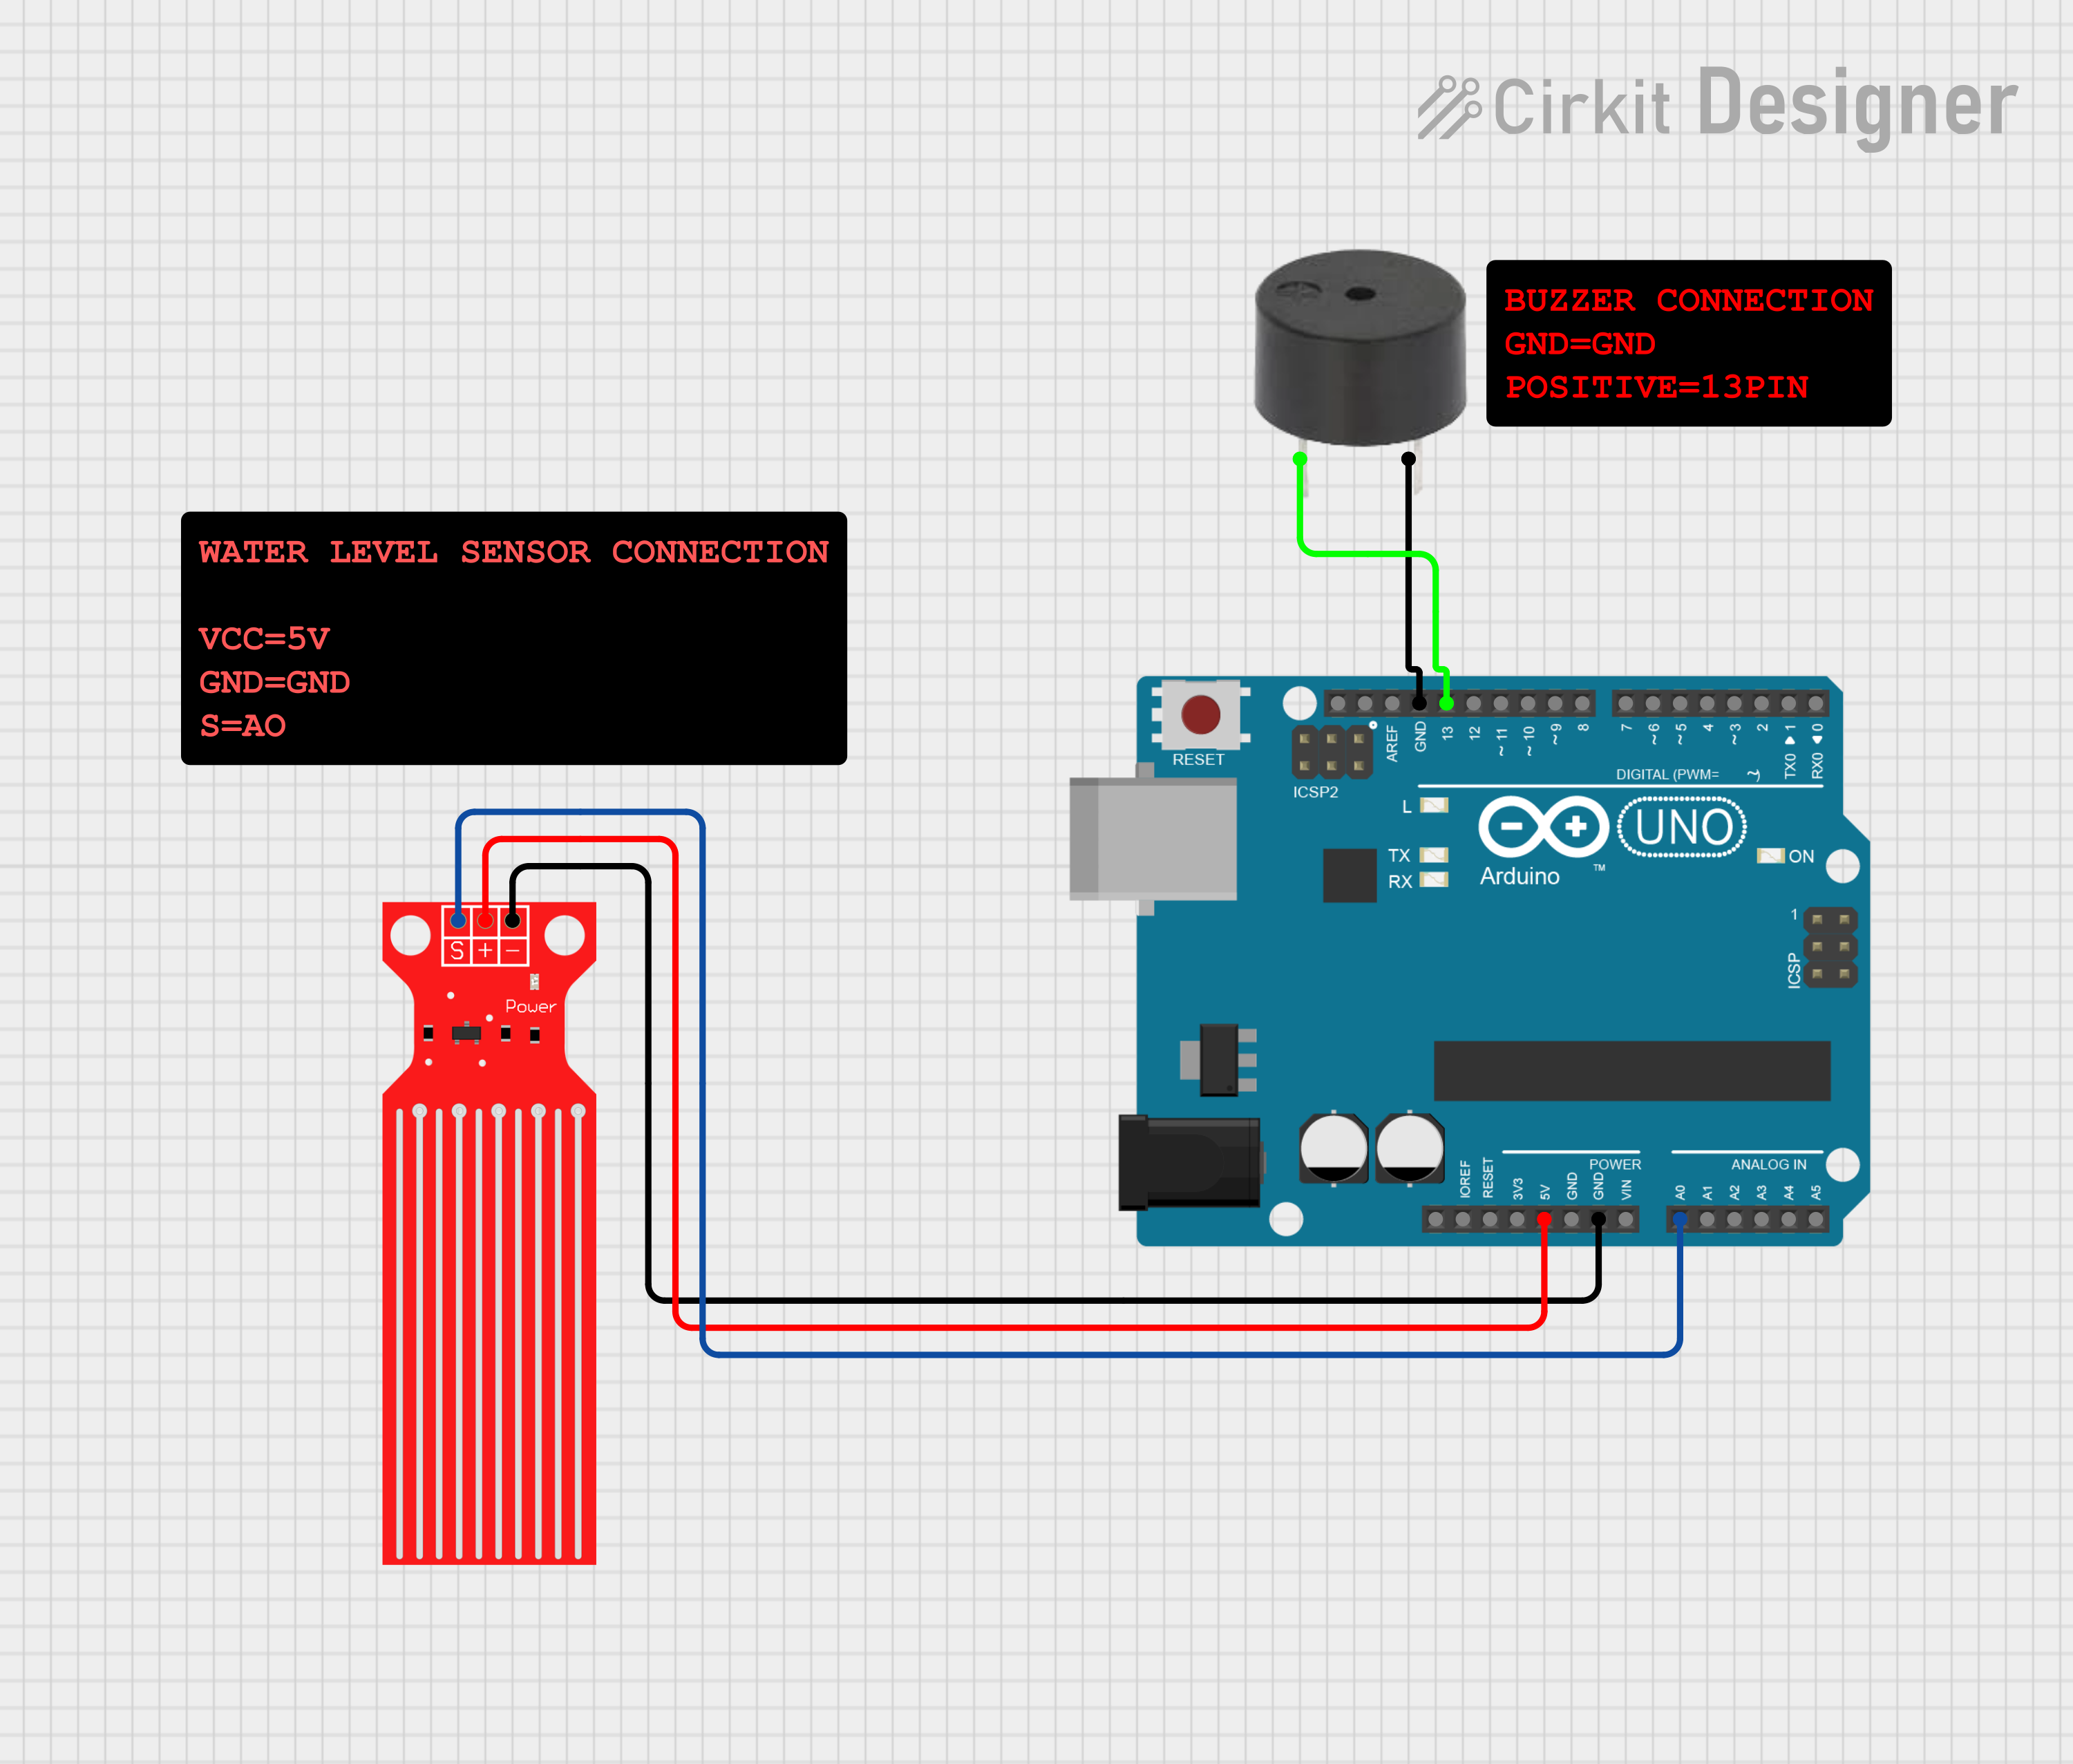 Cirkit Designer
BUZZER CONNECTION
GND=GND
POSITIVE=13PIN
WATER LEVEL SENSOR CONNECTION
VCC=5V
GND=GND
S=AO
RESET
ICSP2
AREF
GND
13
12
~11
~10
~9
8
7
~6
~5
4
~3
2
TX0 ▶ 1
RX0 ◀ 0
DIGITAL (PWM= ~)
L
TX
RX
Arduino
™
UNO
ON
1
ICSP
S + −
Power
POWER
ANALOG IN
IOREF
RESET
3V3
5V
GND
GND
VIN
A0
A1
A2
A3
A4
A5